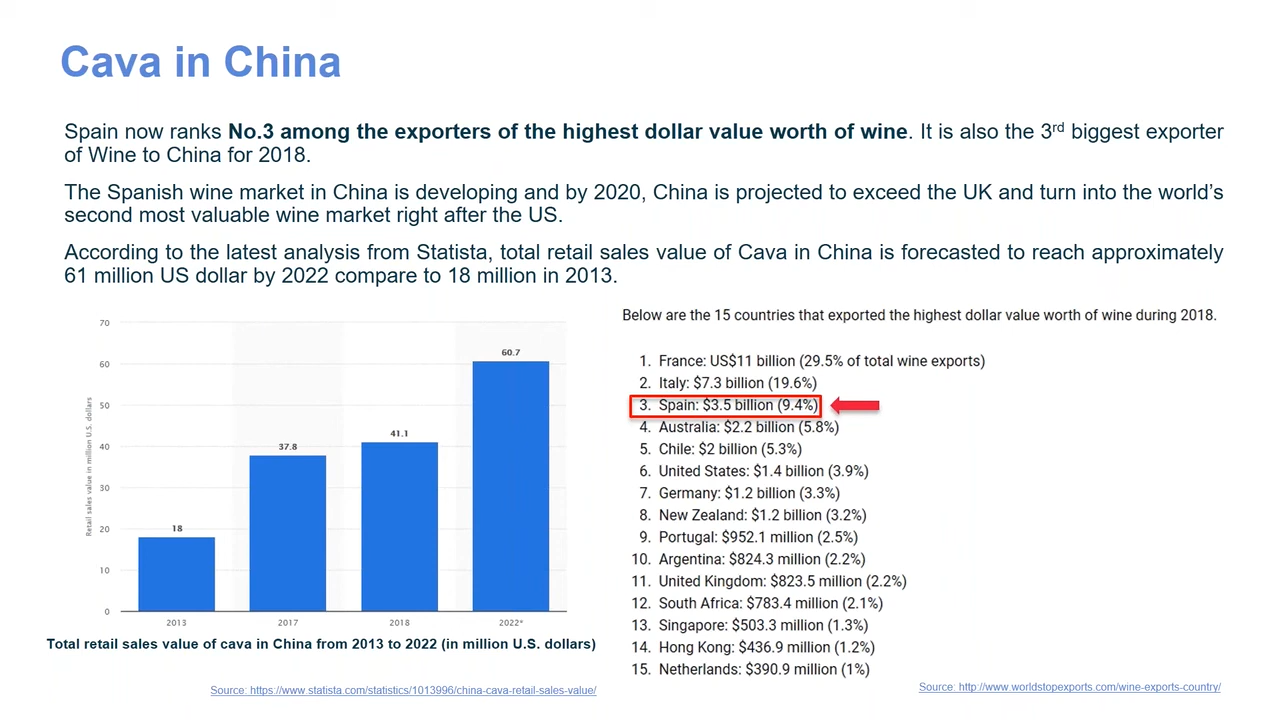 Cava in China
Spain now ranks No.3 among the exporters of the highest dollar value worth of wine. It is also the 3rd biggest exporter
of Wine to China for 2018.
The Spanish wine market in China is developing and by 2020, China is projected to exceed the UK and turn into the world's
second most valuable wine market right after the US.
According to the latest analysis from Statista, total retail sales value of Cava in China is forecasted to reach approximately
61 million US dollar by 2022 compare to 18 million in 2013.
Retail sales value in million U.S. dollars
70
60
50
40
30
20
10
0
18
37.8
41.1
60.7
2013
2017
2018
2022*
Total retail sales value of cava in China from 2013 to 2022 (in million U.S. dollars)
Source: https://www.statista.com/statistics/1013996/china-cava-retail-sales-value/
Below are the 15 countries that exported the highest dollar value worth of wine during 2018.
1. France: US$11 billion (29.5% of total wine exports)
2. Italy: $7.3 billion (19.6%)
3. Spain: $3.5 billion (9.4%)
4. Australia: $2.2 billion (5.8%)
5. Chile: $2 billion (5.3%)
6. United States: $1.4 billion (3.9%)
7. Germany: $1.2 billion (3.3%)
8. New Zealand: $1.2 billion (3.2%)
9. Portugal: $952.1 million (2.5%)
10. Argentina: $824.3 million (2.2%)
11. United Kingdom: $823.5 million (2.2%)
12. South Africa: $783.4 million (2.1%)
13. Singapore: $503.3 million (1.3%)
14. Hong Kong: $436.9 million (1.2%)
15. Netherlands: $390.9 million (1%)
Source: http://www.worldstopexports.com/wine-exports-country/